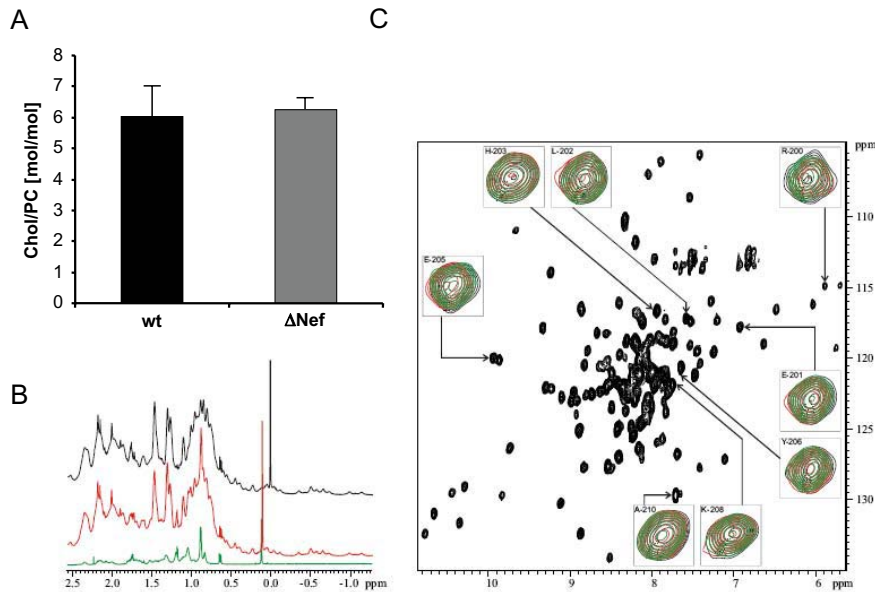 A
Chol/PC [mol/mol]
8
7
6
5
4
3
2
1
0
wt
ΔNef
B
2.5 2.0 1.5 1.0 0.5 0.0 -0.5 -1.0 ppm
C
ppm
H-203
L-202
R-200
110
E-205
115
120
E-201
125
Y-206
130
A-210
K-208
10 9 8 7 6 ppm